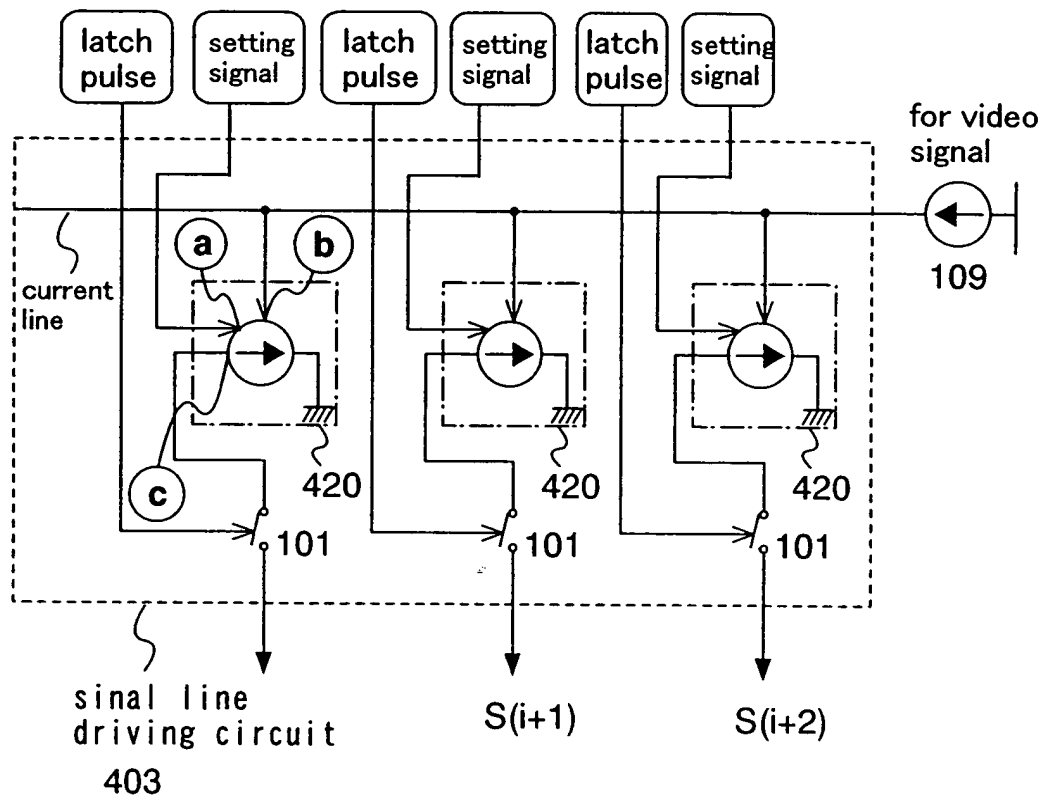 latch
pulse
setting
signal
latch
pulse
setting
signal
latch
pulse
setting
signal
for video
signal
109
a
b
current
line
c
420
420
420
101
101
101
sinal line
driving circuit
403
S(i+1)
S(i+2)